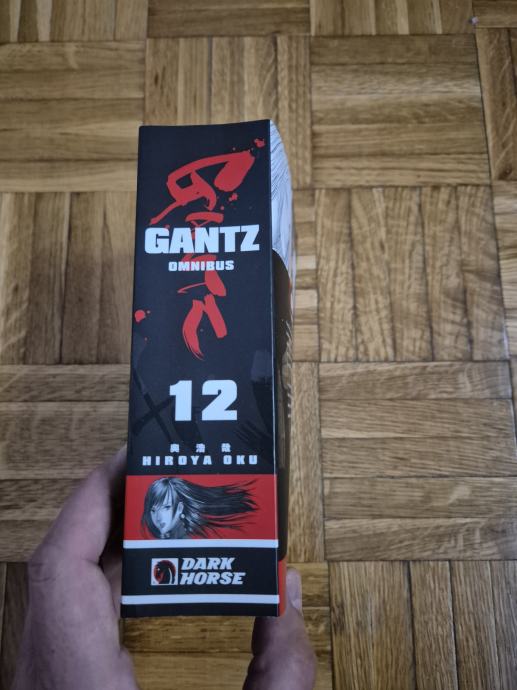 GANTZ
OMNIBUS
12
奥 浩哉
HIROYA OKU
DARK
HORSE